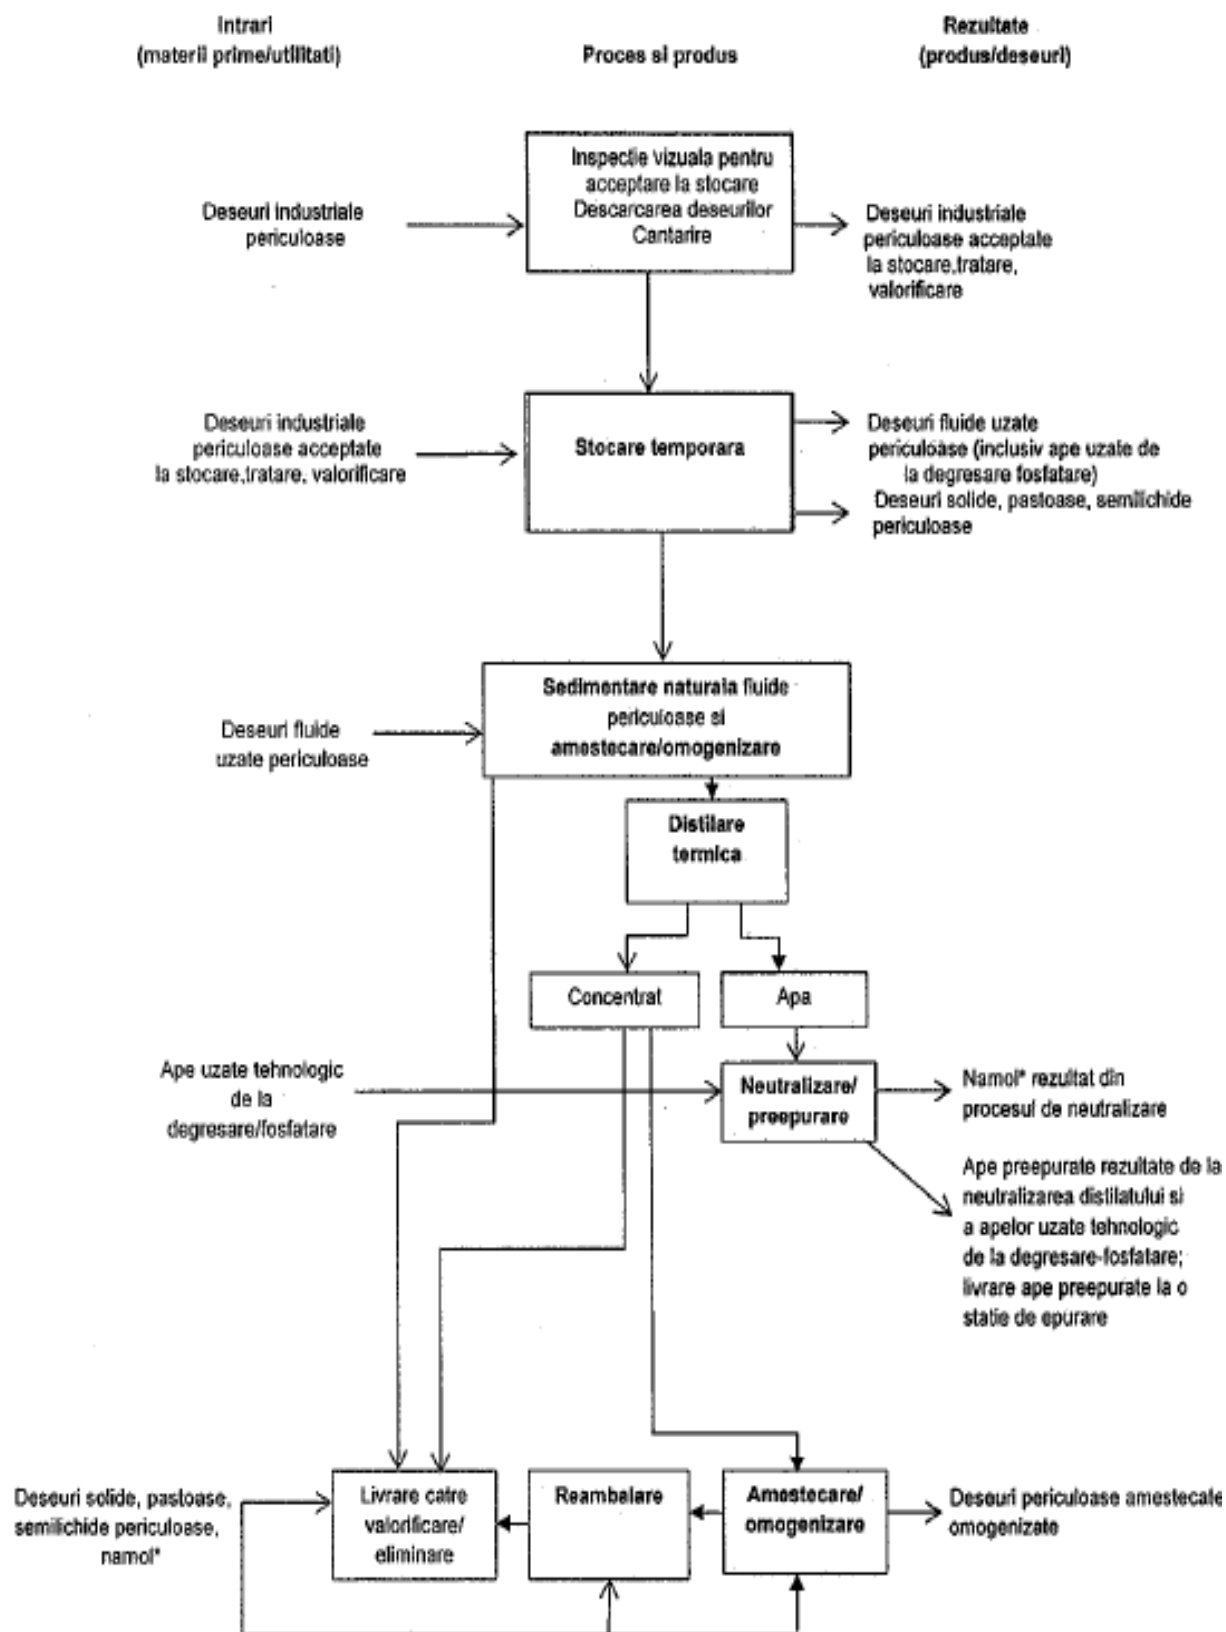 Intrari
(materii prime/utilitati)
Proces si produs
Rezultate
(produs/deseuri)
Inspectie vizuala pentru
acceptare la stocare
Descarcarea deseurilor
Cantarire
Deseuri industriale
periculoase
Deseuri industriale
periculoase acceptate
la stocare,tratare,
valorificare
Deseuri industriale
periculoase acceptate
la stocare,tratare, valorificare
Stocare temporara
Deseuri fluide uzate
periculoase (inclusiv ape uzate de
la degresare fosfatare)
Deseuri solide, pastoase, semilichide
periculoase
Sedimentare naturala fluide
periculoase si
amestecare/omogenizare
Deseuri fluide
uzate periculoase
Distilare
termica
Concentrat
Apa
Ape uzate tehnologic
de la
degresare/fosfatare
Neutralizare/
preepurare
Namol* rezultat din
procesul de neutralizare
Ape preepurate rezultate de la
neutralizarea distilatului si
a apelor uzate tehnologic
de la degresare-fosfatare;
livrare ape preepurate la o
statie de epurare
Deseuri solide, pastoase,
semilichide periculoase,
namol*
Livrare catre
valorificare/
eliminare
Reambalare
Amestecare/
omogenizare
Deseuri periculoase amestecate
omogenizate